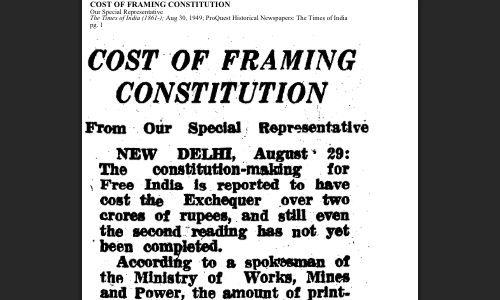 COST OF FRAMING CONSTITUTION
Our Special Representative
The Times of India (1861-); Aug 30, 1949; ProQuest Historical Newspapers: The Times of India
pg. 1
COST OF FRAMING
CONSTITUTION
From Our Special Representative
NEW DELHI, August 29:
The constitution-making for
Free India is reported to have
cost the Exchequer over two
crores of rupees, and still even
the second reading has not yet
been completed.
According to a spokesman of
the Ministry of Works, Mines
and Power, the amount of print-